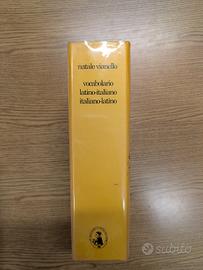 natale vianello
vocabolario
latino-italiano
italiano-latino
subito